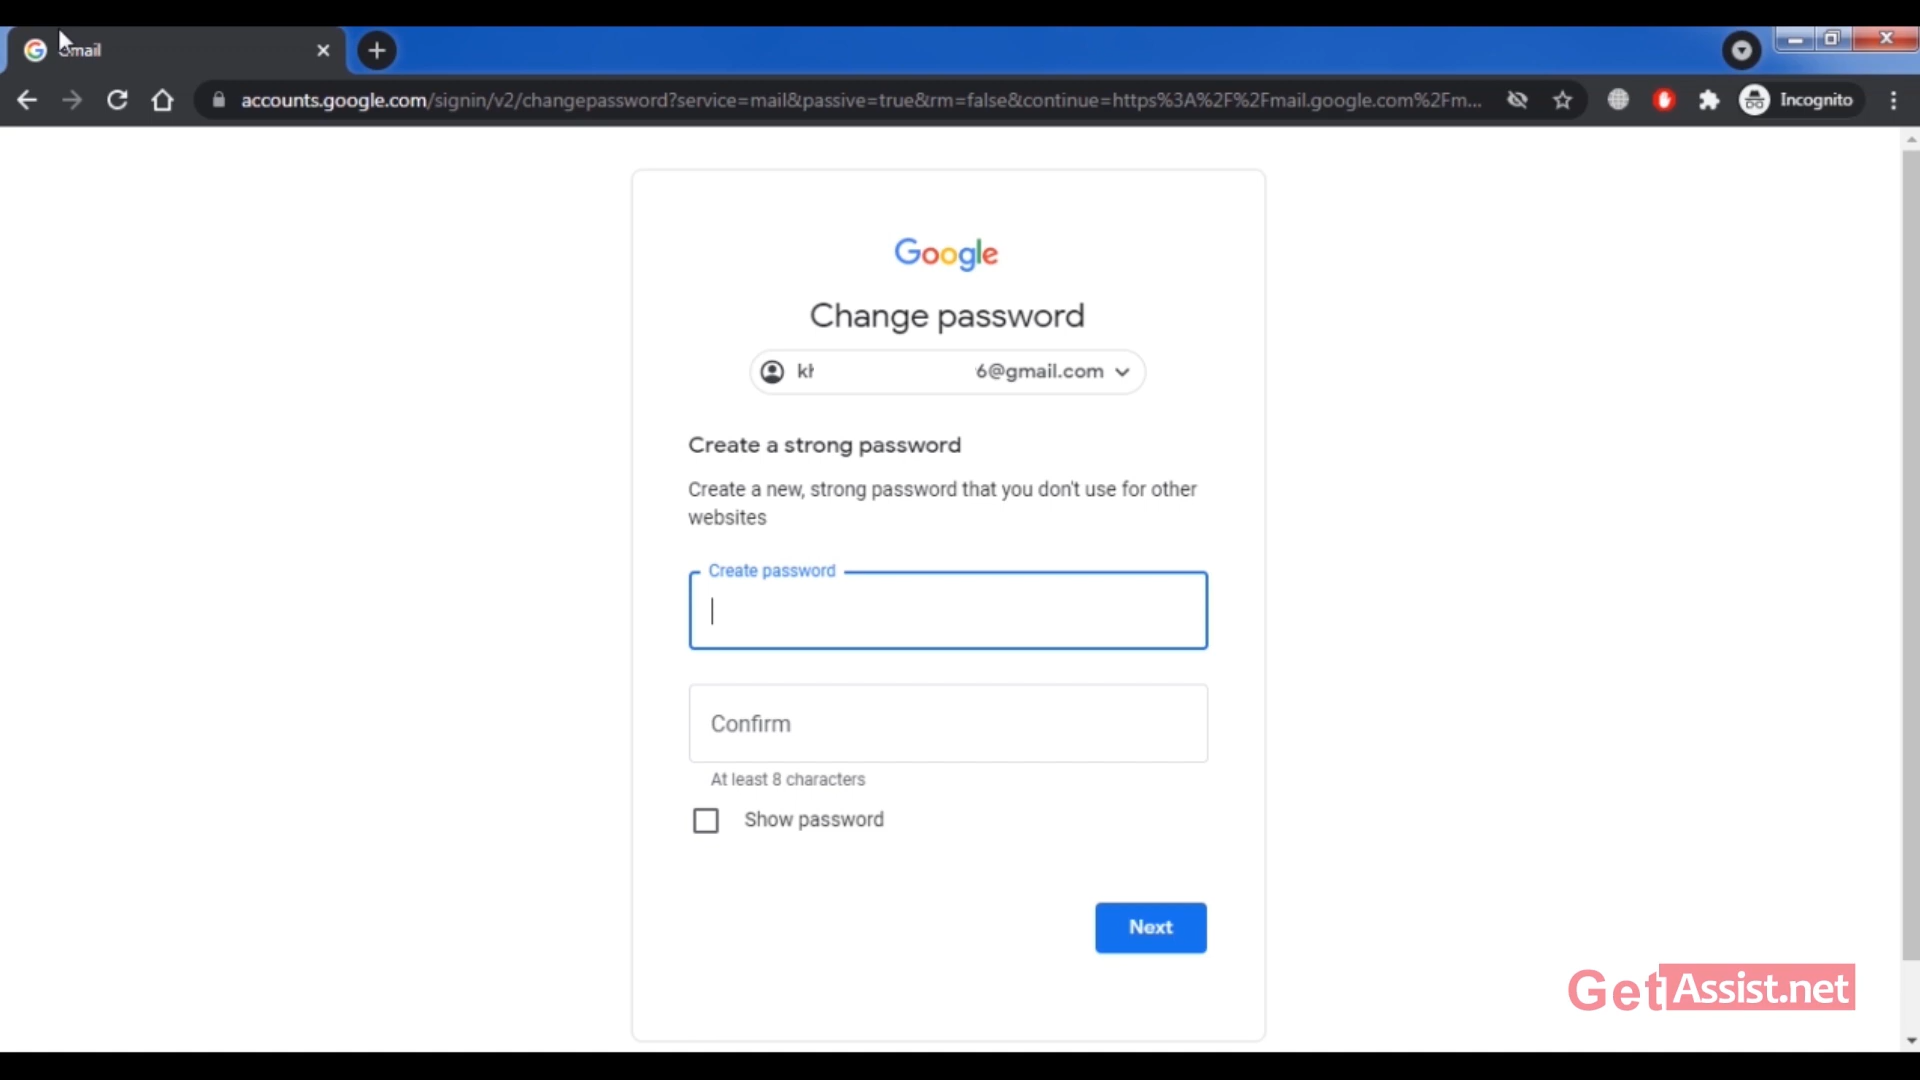 Gmail
accounts.google.com/signin/v2/changepassword?service=mail&passive=true&rm=false&continue=https%3A%2F%2Fmail.google.com%2Fm...
Incognito
Google
Change password
kh 6@gmail.com
Create a strong password
Create a new, strong password that you don't use for other
websites
Create password
Confirm
At least 8 characters
Show password
Next
GetAssist.net